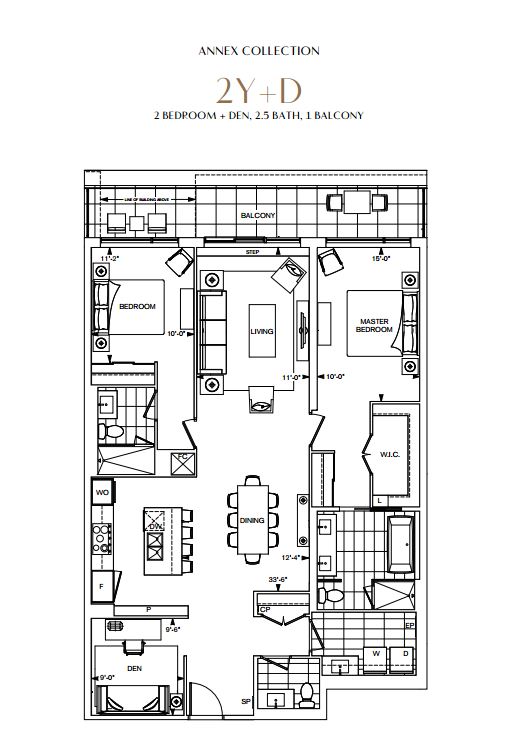 ANNEX COLLECTION
2Y+D
2 BEDROOM + DEN, 2.5 BATH, 1 BALCONY
LINE OF BUILDING ABOVE
BALCONY
STEP
11'-2"
15'-0"
BEDROOM
10'-0"
LIVING
MASTER
BEDROOM
11'-0"
10'-0"
FC
W.I.C.
L
WO
FC
DW
DINING
12'-4"
F
33'-6"
P
CP
9'-6"
EP
DEN
W
D
9'-0"
SP